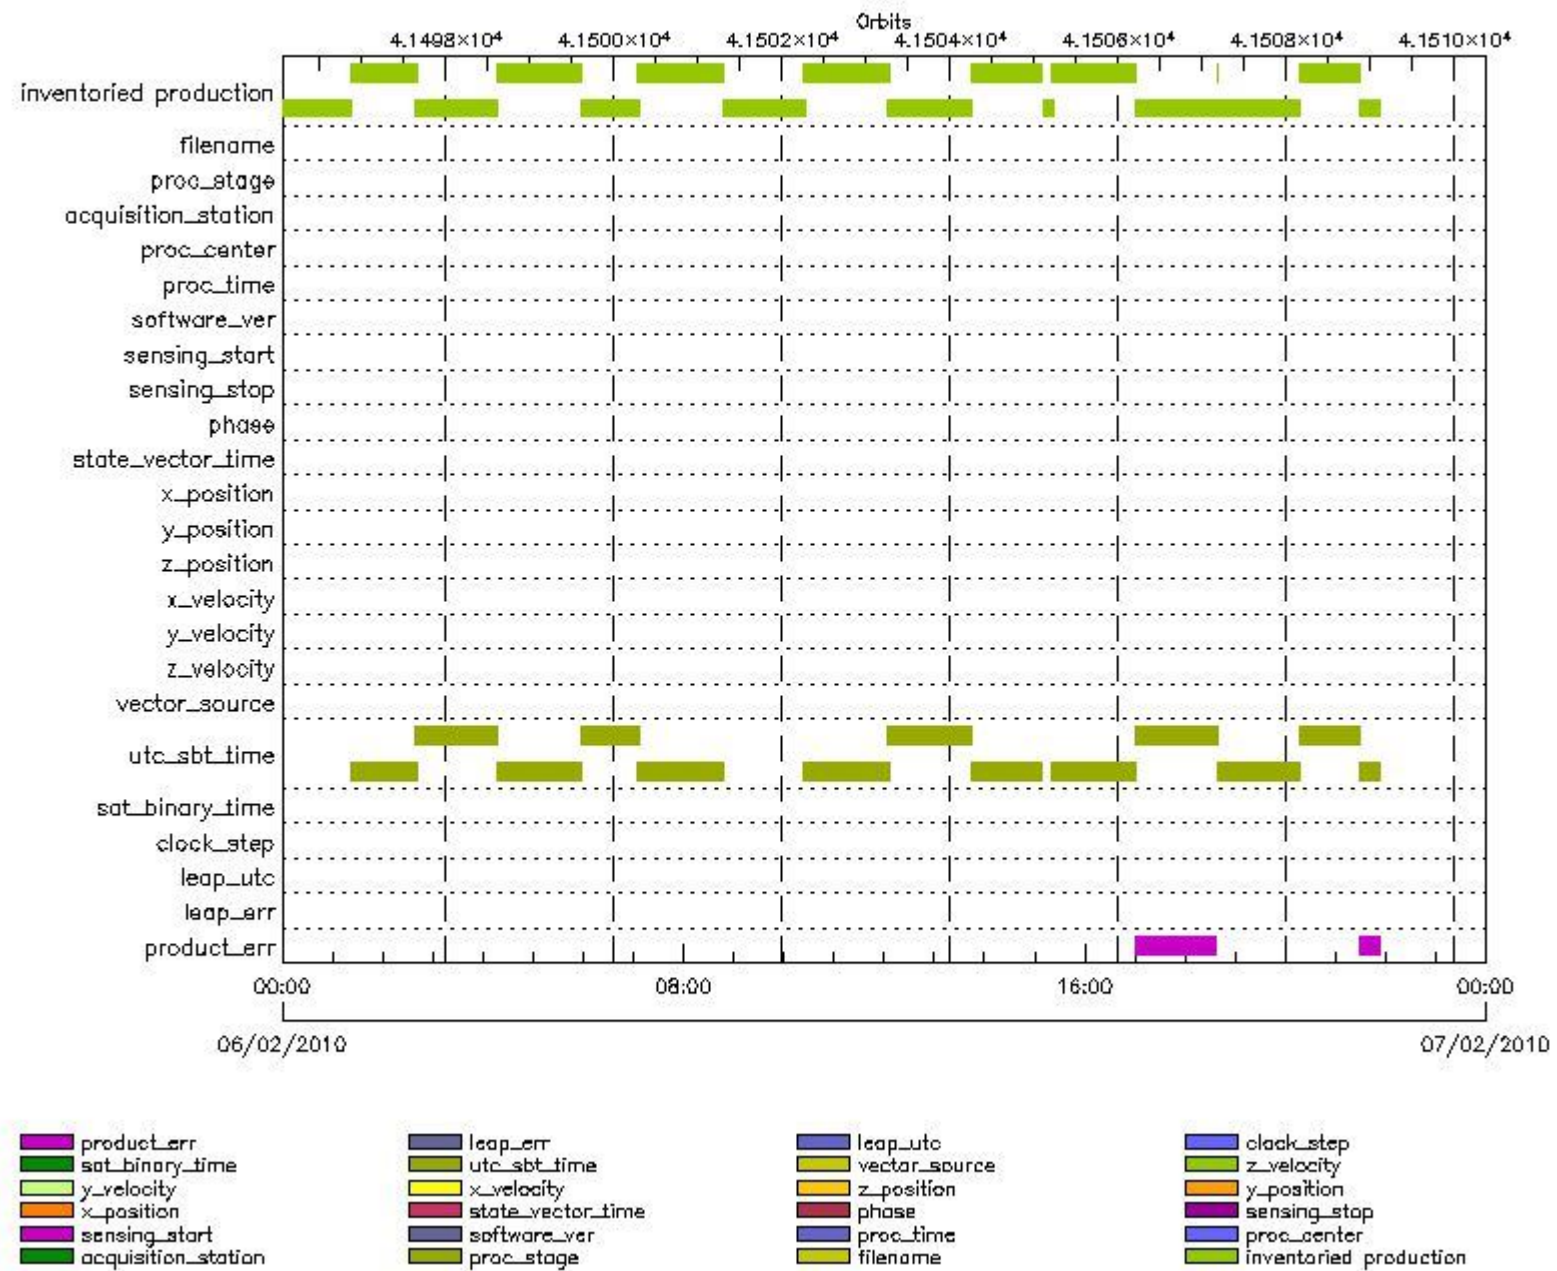 Orbits
4.1498×10⁴ 4.1500×10⁴ 4.1502×10⁴ 4.1504×10⁴ 4.1506×10⁴ 4.1508×10⁴ 4.1510×10⁴
inventoried production
filename
proc_stage
acquisition_station
proc_center
proc_time
software_ver
sensing_start
sensing_stop
phase
state_vector_time
x_position
y_position
z_position
x_velocity
y_velocity
z_velocity
vector_source
utc_sbt_time
sat_binary_time
clock_step
leap_utc
leap_err
product_err
00:00 08:00 16:00 00:00
06/02/2010 07/02/2010
product_err leap_err leap_utc clock_step
sat_binary_time utc_sbt_time vector_source z_velocity
y_velocity x_velocity z_position y_position
x_position state_vector_time phase sensing_stop
sensing_start software_ver proc_time proc_center
acquisition_station proc_stage filename inventoried production